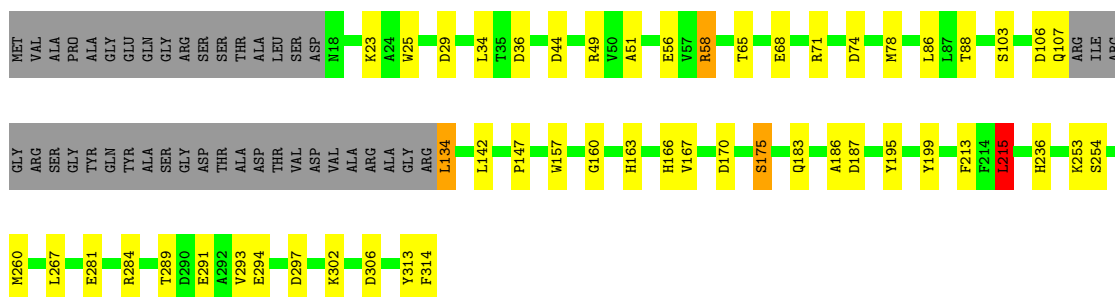 MET VAL ALA PRO ALA GLY GLU GLN GLY ARG SER SER THR ALA LEU SER ASP N18 K23 A24 W25 D29 L34 T35 D36 D44 R49 V50 A51 E56 V57 R58 T65 E68 R71 D74 M78 L86 L87 T88 S103 D106 Q107 ARG ILE ARG
GLY ARG SER GLY TYR GLN TYR ALA SER GLY ASP THR ALA ASP THR VAL ASP VAL ALA ARG ALA GLY ARG L134 L142 P147 W157 G160 H163 H166 V167 D170 S175 Q183 A186 D187 Y195 Y199 F213 F214 L215 H236 K253 S254
M260 L267 E281 R284 T289 D290 E291 A292 V293 E294 D297 K302 D306 Y313 F314